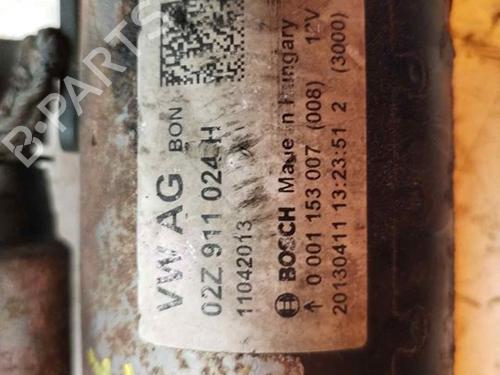 VW AG BON
02Z 911 024 H
11042013
BOSCH Made in Hungary 12V
0 001 153 007 (008) (3000)
20130411 13:23:51 2
B-PARTS